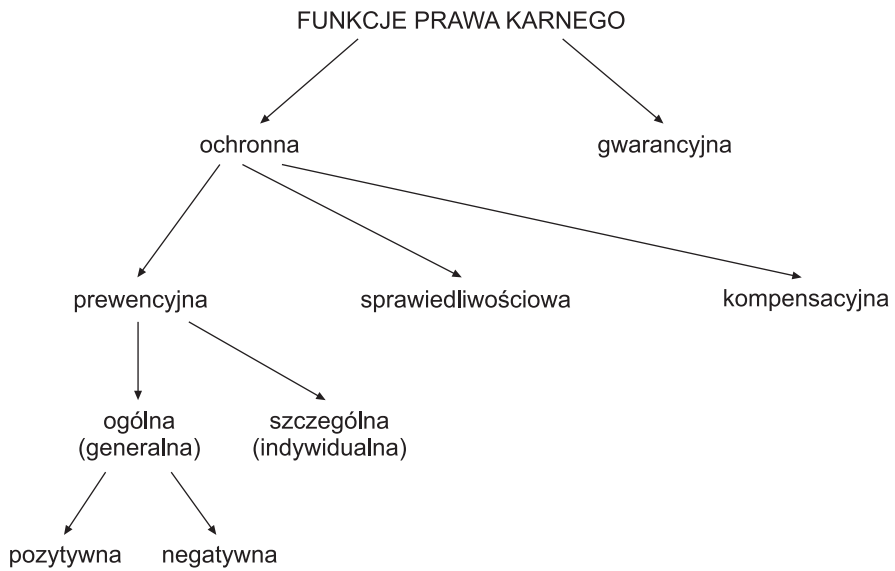 FUNKCJE PRAWA KARNEGO
ochronna
gwarancyjna
prewencyjna
sprawiedliwościowa
kompensacyjna
ogólna
(generalna)
szczególna
(indywidualna)
pozytywna
negatywna